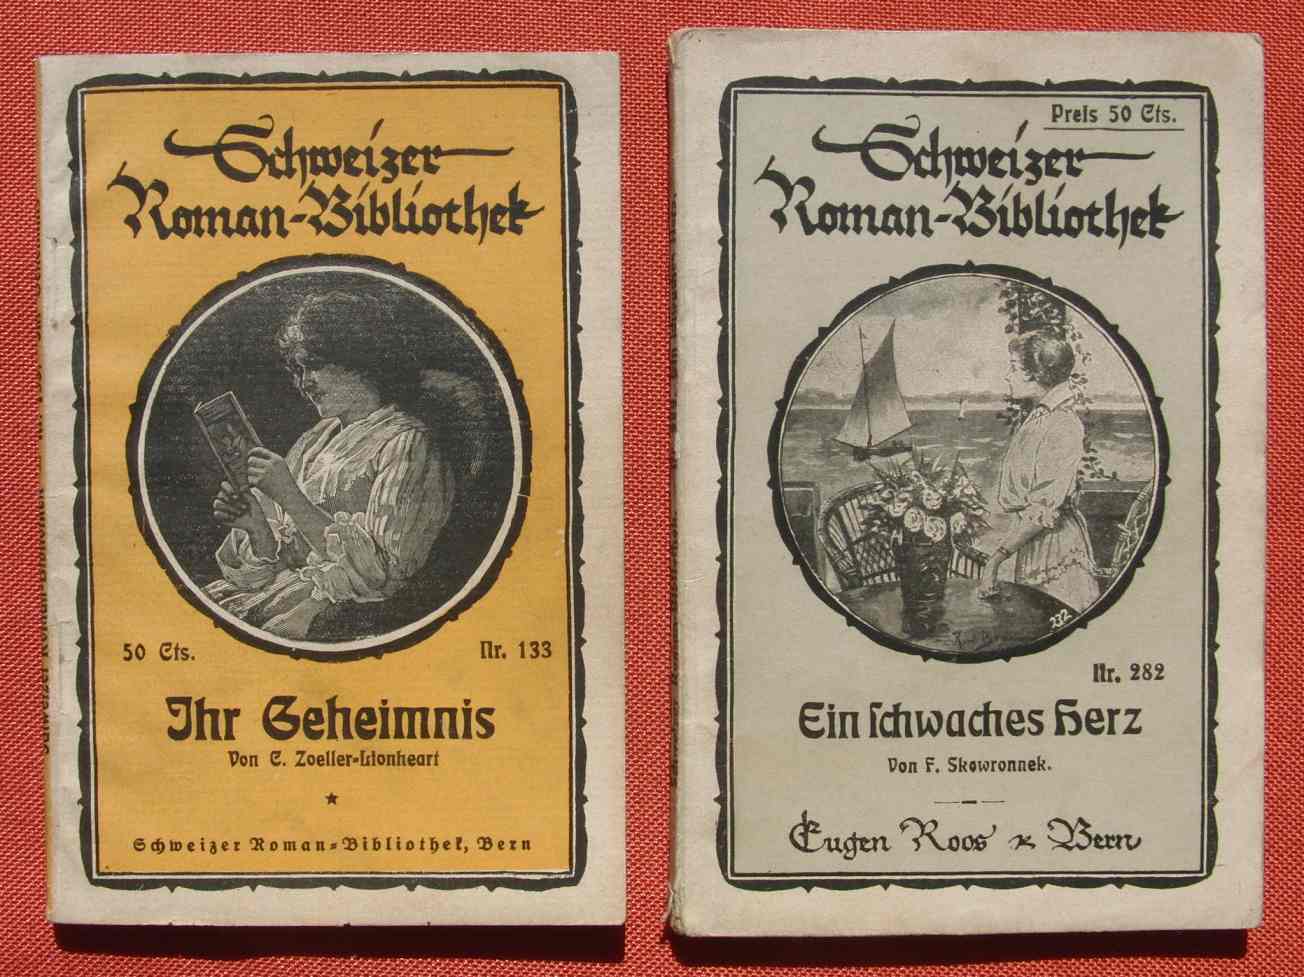 Schweizer
Roman-Bibliothek
50 Cts.
Nr. 133
Ihr Geheimnis
Von C. Zoeller-Lionheart
Schweizer Roman-Bibliothek, Bern
Preis 50 Cts.
Schweizer
Roman-Bibliothek
232
Nr. 282
Ein schwaches Herz
Von F. Skowronnek.
Eugen Roos & Bern